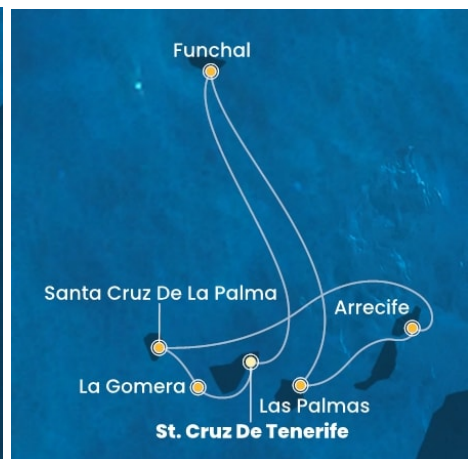 Funchal
Santa Cruz De La Palma
Arrecife
La Gomera
Las Palmas
St. Cruz De Tenerife